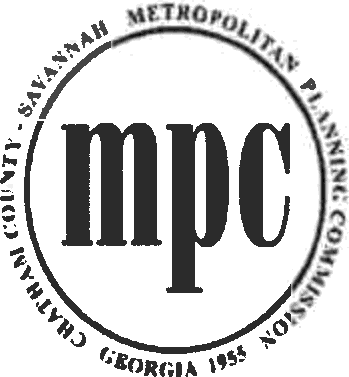 CHATHAM COUNTY - SAVANNAH METROPOLITAN PLANNING COMMISSION
mpc
GEORGIA 1955